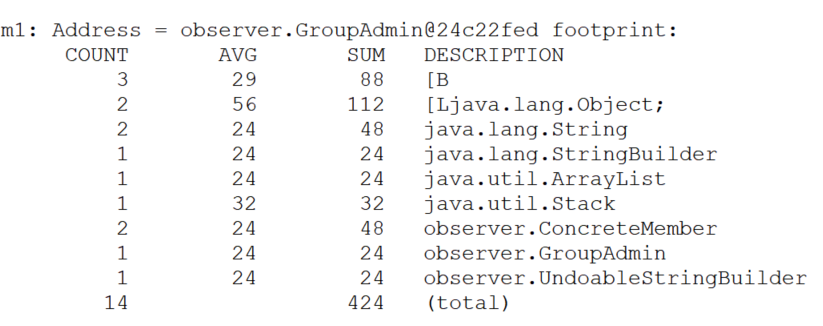 m1: Address = observer.GroupAdmin@24c22fed footprint:
COUNT AVG SUM DESCRIPTION
3 29 88 [B
2 56 112 [Ljava.lang.Object;
2 24 48 java.lang.String
1 24 24 java.lang.StringBuilder
1 24 24 java.util.ArrayList
1 32 32 java.util.Stack
2 24 48 observer.ConcreteMember
1 24 24 observer.GroupAdmin
1 24 24 observer.UndoableStringBuilder
14 424 (total)